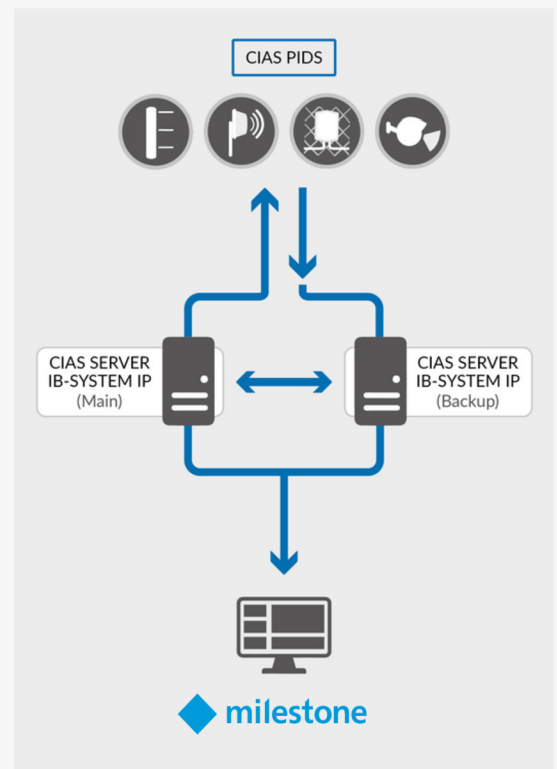 CIAS PIDS
CIAS SERVER
IB-SYSTEM IP
(Main)
CIAS SERVER
IB-SYSTEM IP
(Backup)
milestone